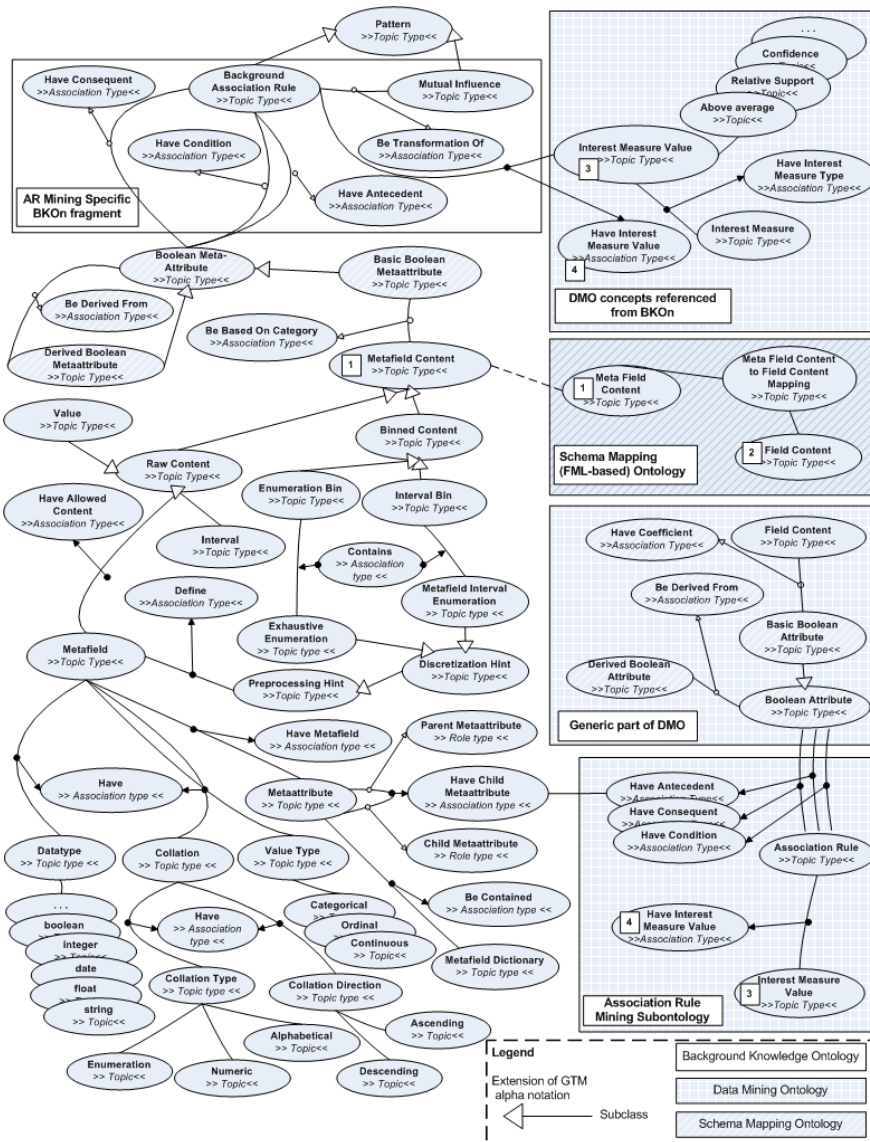 Pattern
>>Topic Type<<
Have Consequent
>>Association Type<<
Background
Association Rule
>>Topic Type<<
Mutual Influence
>>Topic Type<<
Have Condition
>>Association Type<<
Be Transformation Of
>>Association Type<<
Have Antecedent
>>Association Type<<
AR Mining Specific
BKOn fragment
. . .
Confidence
Relative Support
>>Topic<<
Above average
>>Topic<<
Interest Measure Value
>>Topic Type<<
3
Have Interest
Measure Type
>>Association Type<<
Have Interest
Measure Value
>>Association Type<<
4
Interest Measure
>>Topic Type<<
DMO concepts referenced
from BKOn
Boolean Meta-
Attribute
>>Topic Type<<
Basic Boolean
Metaattribute
>>Topic Type<<
Be Derived From
>>Association Type<<
Be Based On Category
>>Association Type<<
Derived Boolean
Metaattribute
>>Topic Type<<
1
Metafield Content
>>Topic Type<<
1
Meta Field
Content
>>Topic Type<<
Meta Field Content
to Field Content
Mapping
>>Topic Type<<
2
Field Content
>>Topic Type<<
Schema Mapping
(FML-based) Ontology
Value
>>Topic Type<<
Binned Content
>>Topic Type<<
Raw Content
>>Topic Type<<
Have Allowed
Content
>>Association Type<<
Enumeration Bin
>>Topic Type<<
Interval Bin
>>Topic Type<<
Interval
>>Topic Type<<
Contains
>> Association
type <<
Define
>>Association Type<<
Metafield Interval
Enumeration
>> Topic type <<
Exhaustive
Enumeration
>> Topic Type<<
Metafield
>>Topic Type<<
Discretization Hint
>>Topic Type<<
Preprocessing Hint
>>Topic Type<<
Have Coefficient
>>Association Type<<
Field Content
>>Topic Type<<
Be Derived From
>>Association Type<<
Basic Boolean
Attribute
>>Topic Type<<
Derived Boolean
Attribute
>>Topic Type<<
Boolean Attribute
>>Topic Type<<
Generic part of DMO
Have Metafield
>> Association type <<
Parent Metaattribute
>> Role type <<
Have
>> Association type <<
Metaattribute
>> Topic type <<
Have Child
Metaattribute
>> Association type <<
Child Metaattribute
>> Role type <<
Have Antecedent
Have Consequent
Have Condition
>>Association Type<<
Association Rule
>>Topic Type<<
Datatype
>> Topic type <<
Collation
>> Topic type <<
Value Type
>> Topic type <<
Be Contained
>> Association type <<
. . .
boolean
integer
date
float
string
>> Topic<<
Have
>> Association
type <<
Categorical
Ordinal
Continuous
>> Topic<<
Metafield Dictionary
>> Topic type <<
4
Have Interest
Measure Value
>>Association Type<<
Collation Type
>> Topic type <<
Collation Direction
>> Topic type <<
3
Interest Measure
Value
>>Topic Type<<
Association Rule
Mining Subontology
Alphabetical
>> Topic<<
Ascending
>> Topic<<
Enumeration
>> Topic<<
Numeric
>> Topic<<
Descending
>> Topic<<
Legend
Extension of GTM
alpha notation
Subclass
Background Knowledge Ontology
Data Mining Ontology
Schema Mapping Ontology